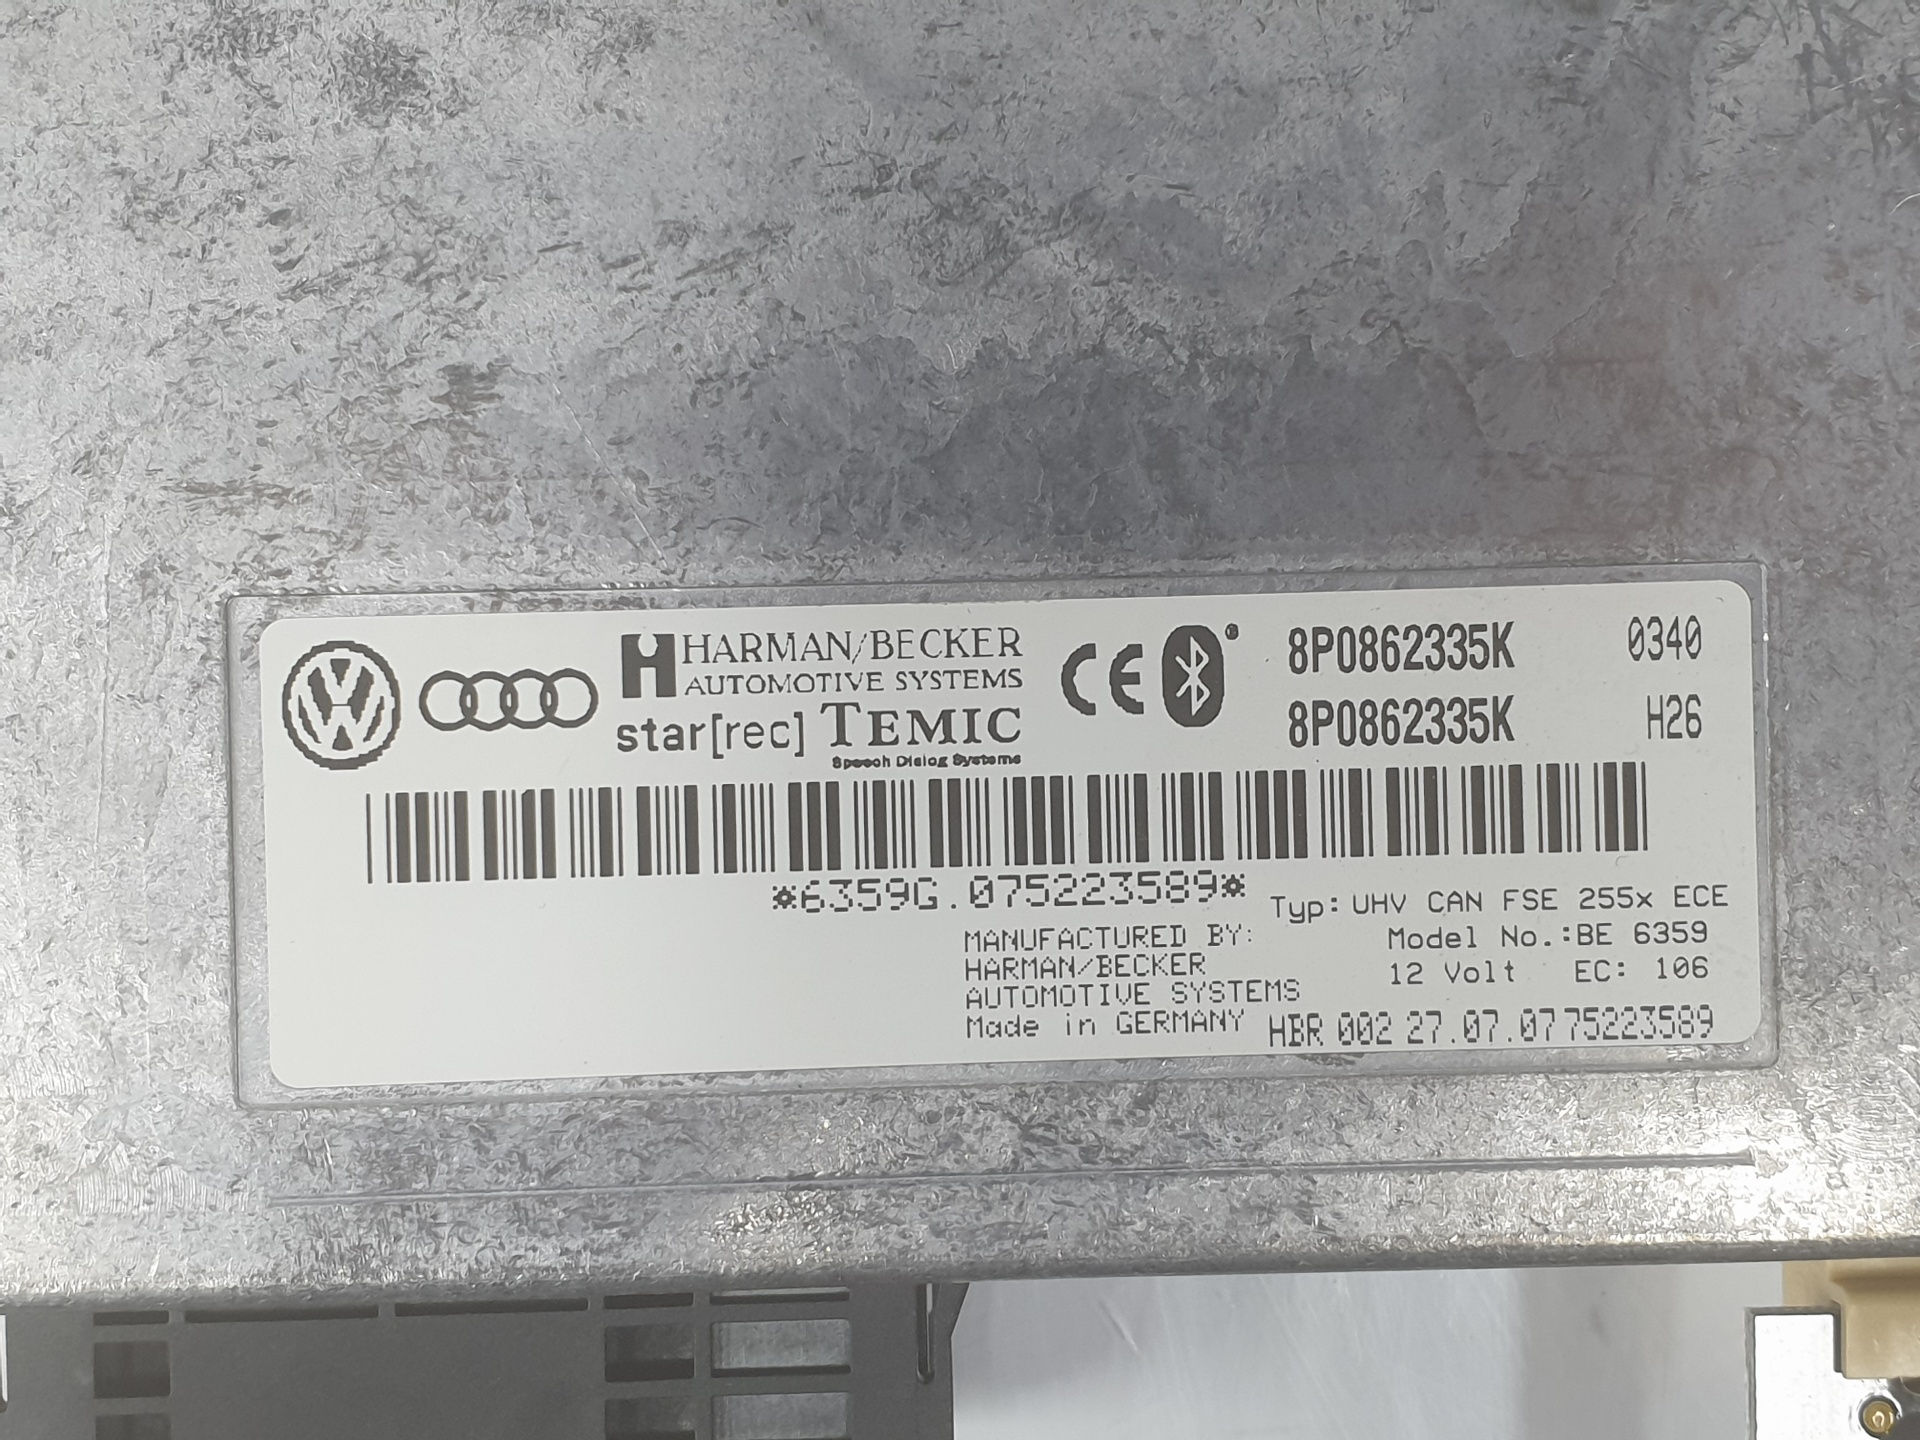 HARMAN/BECKER
AUTOMOTIVE SYSTEMS
star[rec] TEMIC
Speech Dialog Systems
CE
8P0862335K 0340
8P0862335K H26
*6359G.075223589*
Typ: UHV CAN FSE 255x ECE
MANUFACTURED BY:
HARMAN/BECKER
AUTOMOTIVE SYSTEMS
Made in GERMANY
Model No.:BE 6359
12 Volt EC: 106
HBR 002 27.07.07 75223589